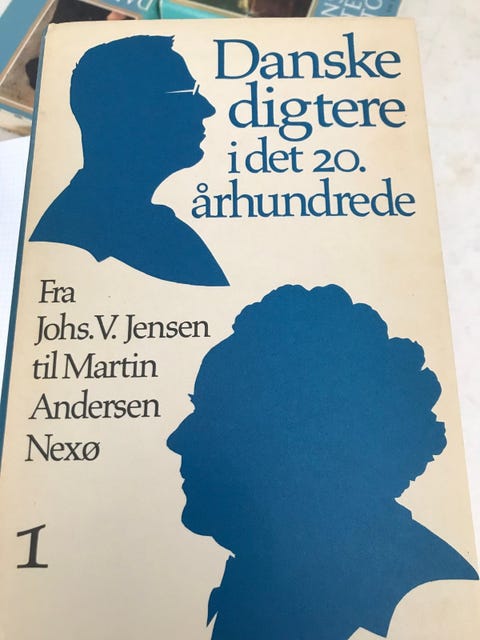 Danske
digtere
i det 20.
århundrede
Fra
Johs. V. Jensen
til Martin
Andersen
Nexø
1